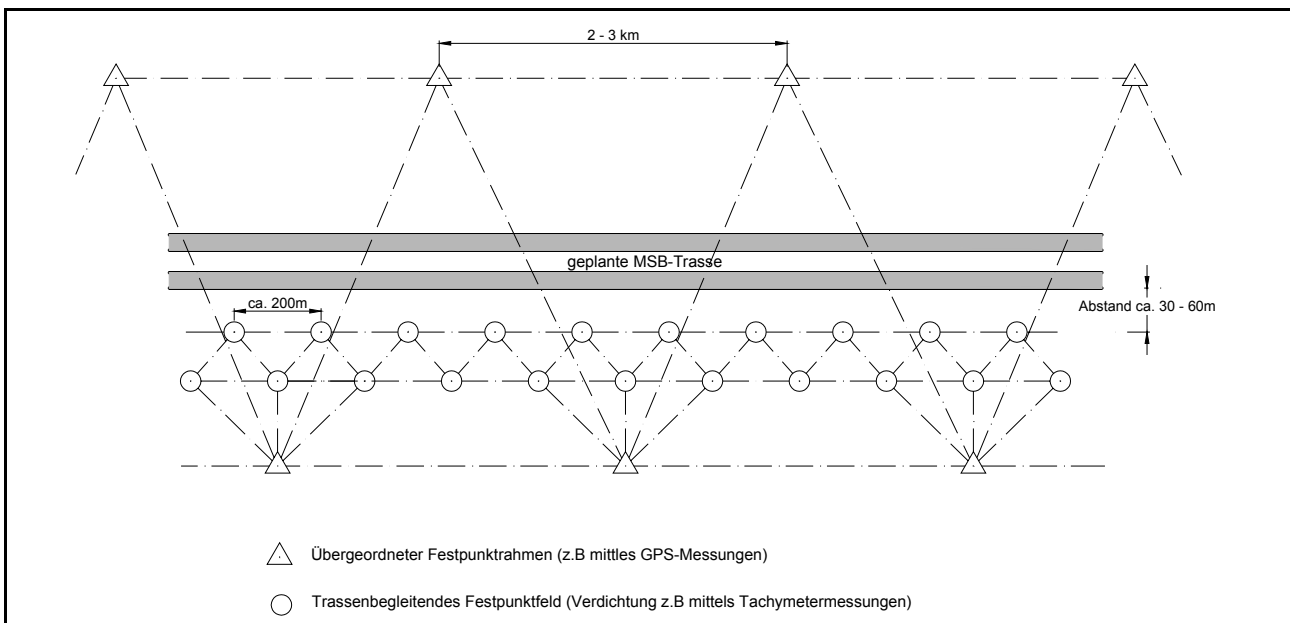 2 - 3 km
geplante MSB-Trasse
ca. 200m
Abstand ca. 30 - 60m
Übergeordneter Festpunktrahmen (z.B mittles GPS-Messungen)
Trassenbegleitendes Festpunktfeld (Verdichtung z.B mittels Tachymetermessungen)